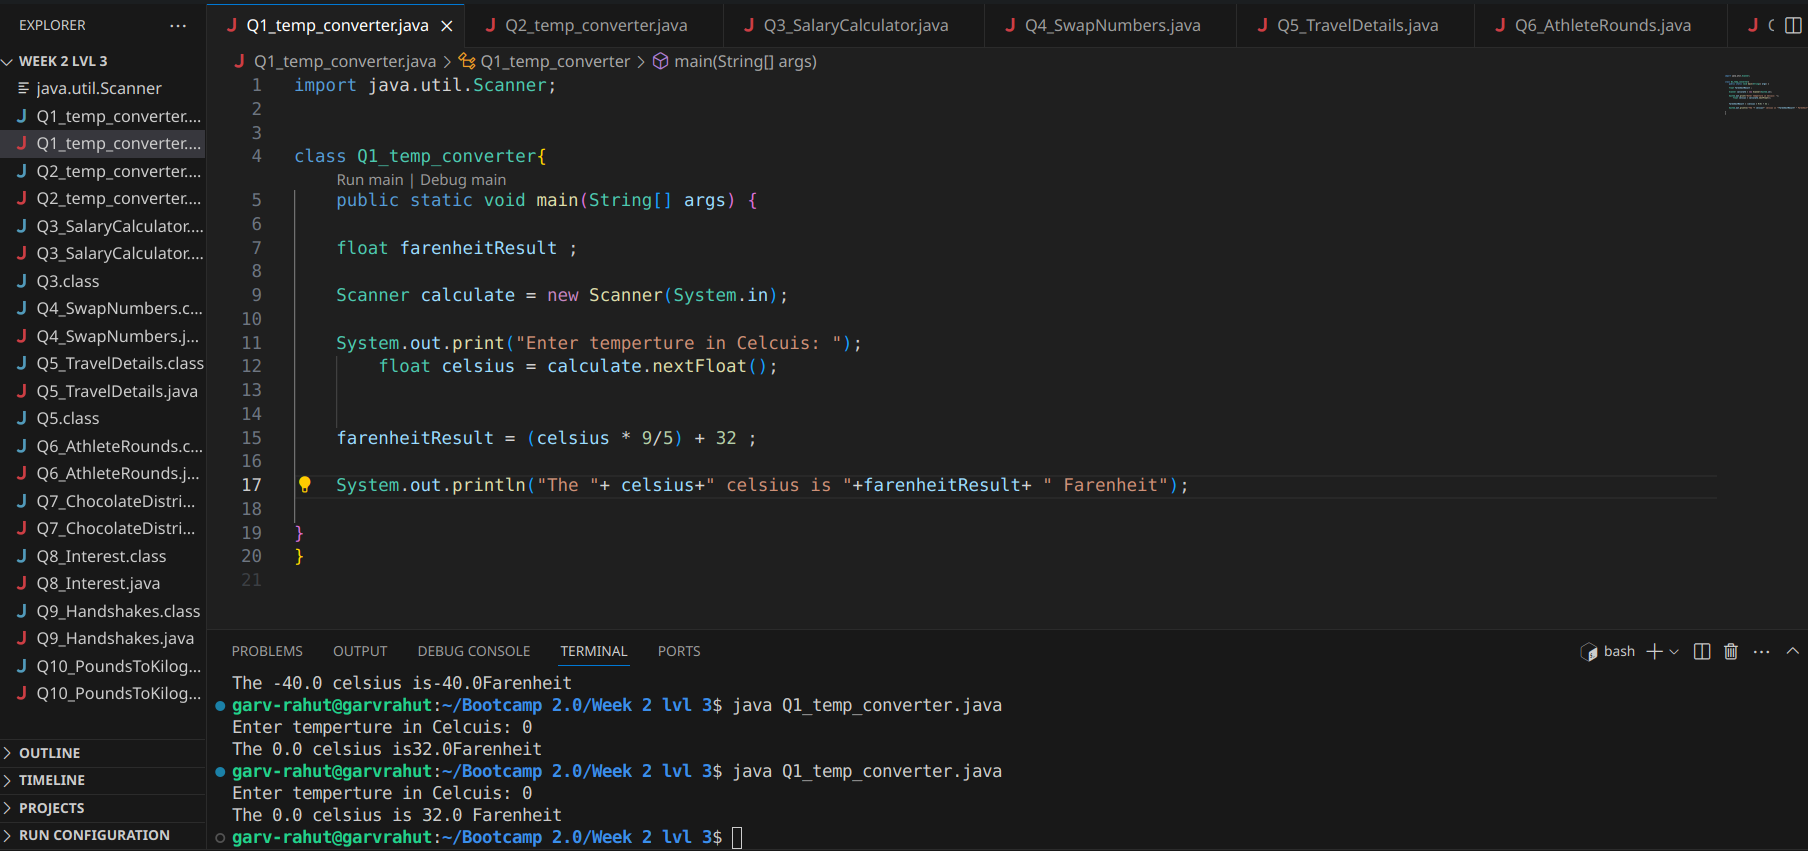 EXPLORER
WEEK 2 LVL 3
java.util.Scanner
Q1_temp_converter....
Q1_temp_converter....
Q2_temp_converter....
Q2_temp_converter....
Q3_SalaryCalculator....
Q3_SalaryCalculator....
Q3.class
Q4_SwapNumbers.c...
Q4_SwapNumbers.j...
Q5_TravelDetails.class
Q5_TravelDetails.java
Q5.class
Q6_AthleteRounds.c...
Q6_AthleteRounds.j...
Q7_ChocolateDistri...
Q7_ChocolateDistri...
Q8_Interest.class
Q8_Interest.java
Q9_Handshakes.class
Q9_Handshakes.java
Q10_PoundsToKilog...
Q10_PoundsToKilog...
OUTLINE
TIMELINE
PROJECTS
RUN CONFIGURATION
Q1_temp_converter.java Q2_temp_converter.java Q3_SalaryCalculator.java Q4_SwapNumbers.java Q5_TravelDetails.java Q6_AthleteRounds.java
Q1_temp_converter.java > Q1_temp_converter > main(String[] args)
1 import java.util.Scanner;
2
3
4 class Q1_temp_converter{
Run main | Debug main
5 public static void main(String[] args) {
6
7 float farenheitResult ;
8
9 Scanner calculate = new Scanner(System.in);
10
11 System.out.print("Enter temperture in Celcuis: ");
12 float celsius = calculate.nextFloat();
13
14
15 farenheitResult = (celsius * 9/5) + 32 ;
16
17 System.out.println("The "+ celsius+" celsius is "+farenheitResult+ " Farenheit");
18
19 }
20 }
21
PROBLEMS OUTPUT DEBUG CONSOLE TERMINAL PORTS
bash
The -40.0 celsius is-40.0Farenheit
garv-rahut@garvrahut:~/Bootcamp 2.0/Week 2 lvl 3$ java Q1_temp_converter.java
Enter temperture in Celcuis: 0
The 0.0 celsius is32.0Farenheit
garv-rahut@garvrahut:~/Bootcamp 2.0/Week 2 lvl 3$ java Q1_temp_converter.java
Enter temperture in Celcuis: 0
The 0.0 celsius is 32.0 Farenheit
garv-rahut@garvrahut:~/Bootcamp 2.0/Week 2 lvl 3$